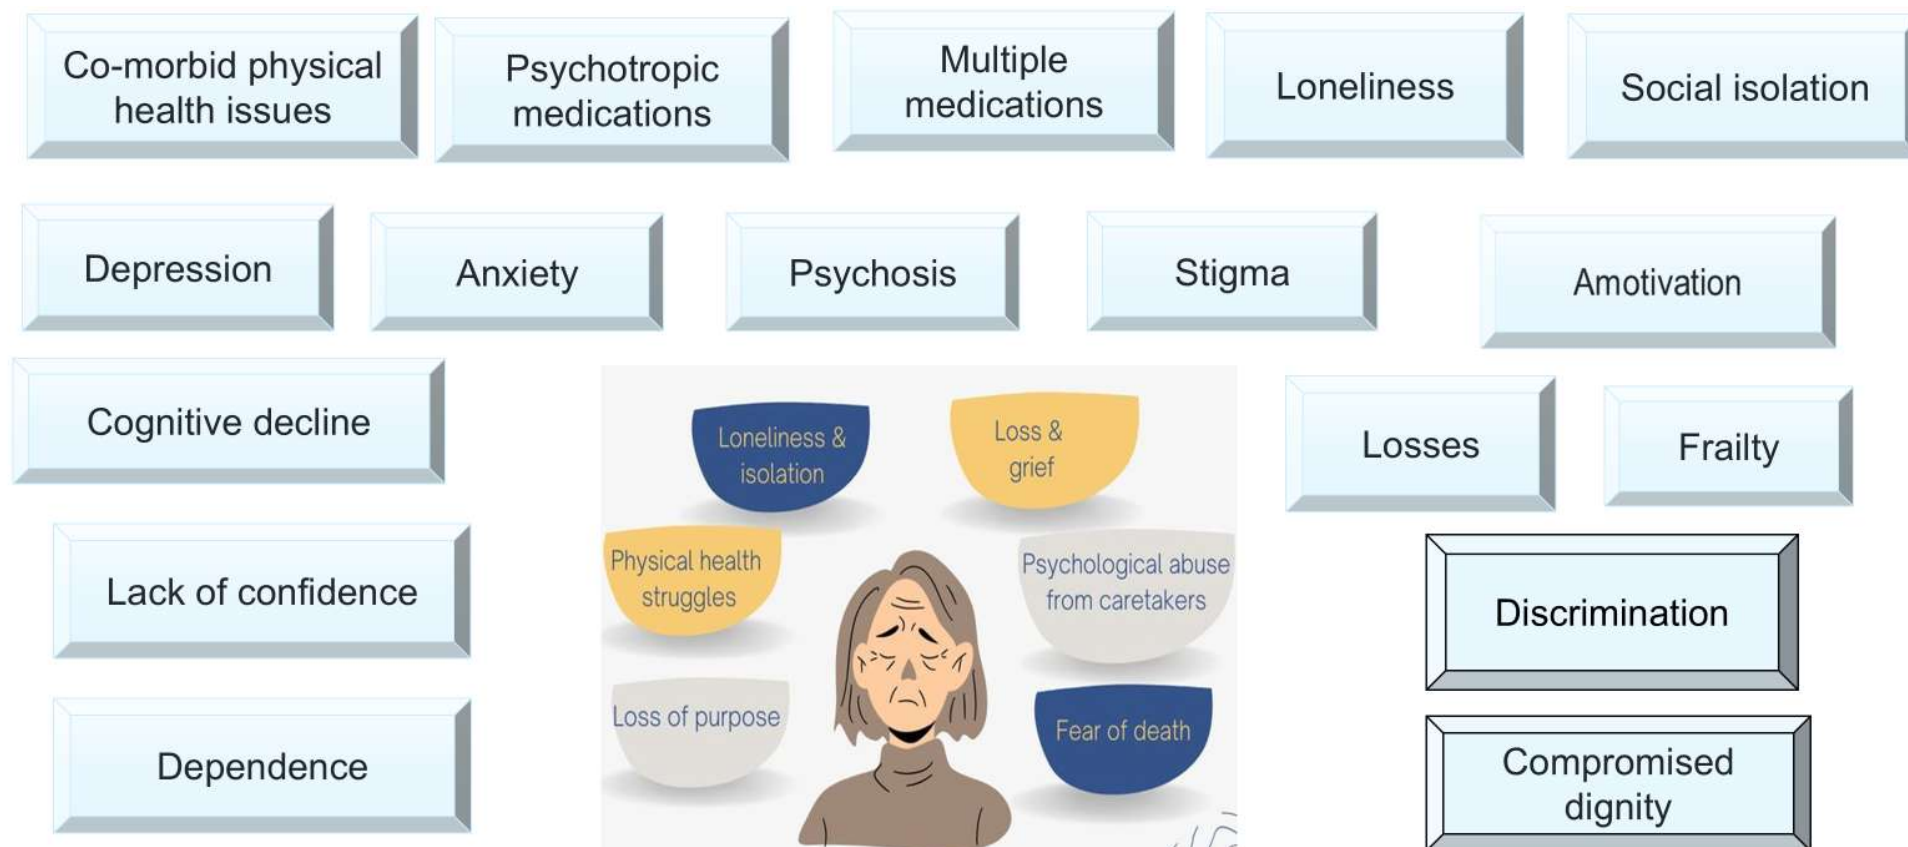 Co-morbid physical
health issues
Psychotropic
medications
Multiple
medications
Loneliness
Social isolation
Depression
Anxiety
Psychosis
Stigma
Amotivation
Cognitive decline
Loneliness &
isolation
Loss &
grief
Losses
Frailty
Lack of confidence
Physical health
struggles
Psychological abuse
from caretakers
Discrimination
Dependence
Loss of purpose
Fear of death
Compromised
dignity